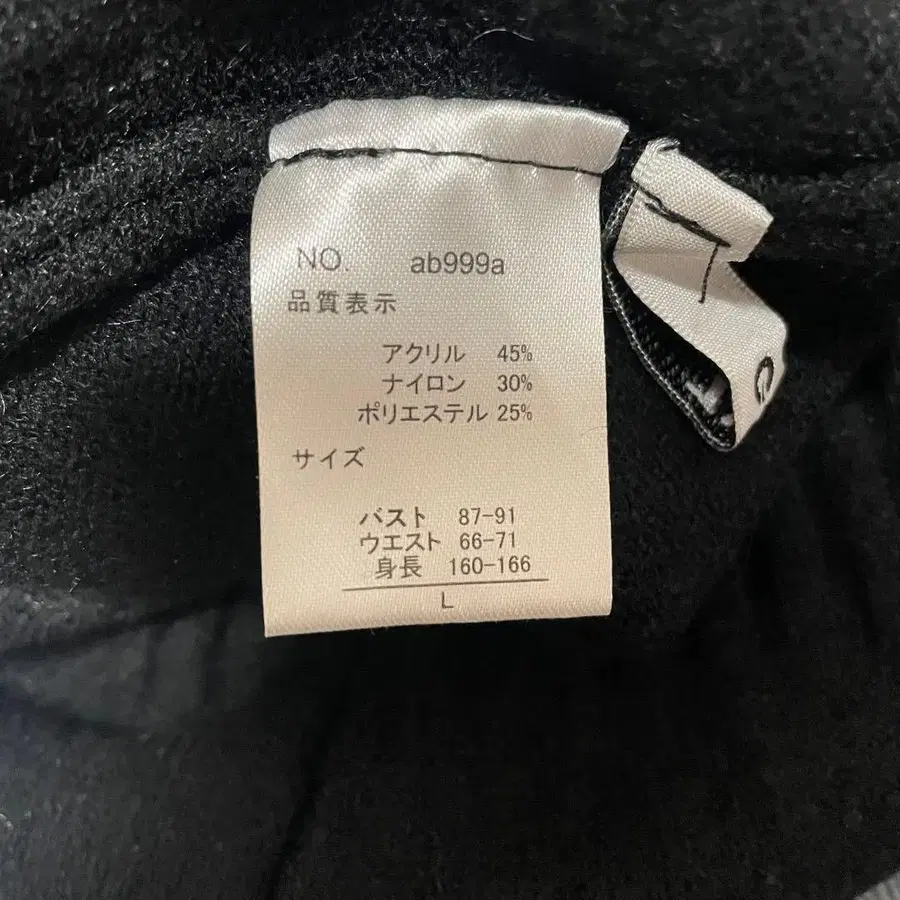 NO. ab999a
品質表示
アクリル 45%
ナイロン 30%
ポリエステル 25%
サイズ
バスト 87-91
ウエスト 66-71
身長 160-166
L